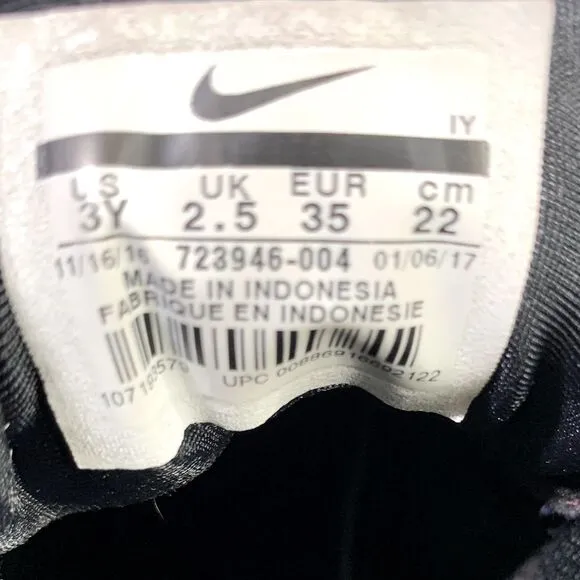 IY
US UK EUR cm
3Y 2.5 35 22
11/16/16 723946-004 01/06/17
MADE IN INDONESIA
FABRIQUE EN INDONESIE
UPC 00886916692122